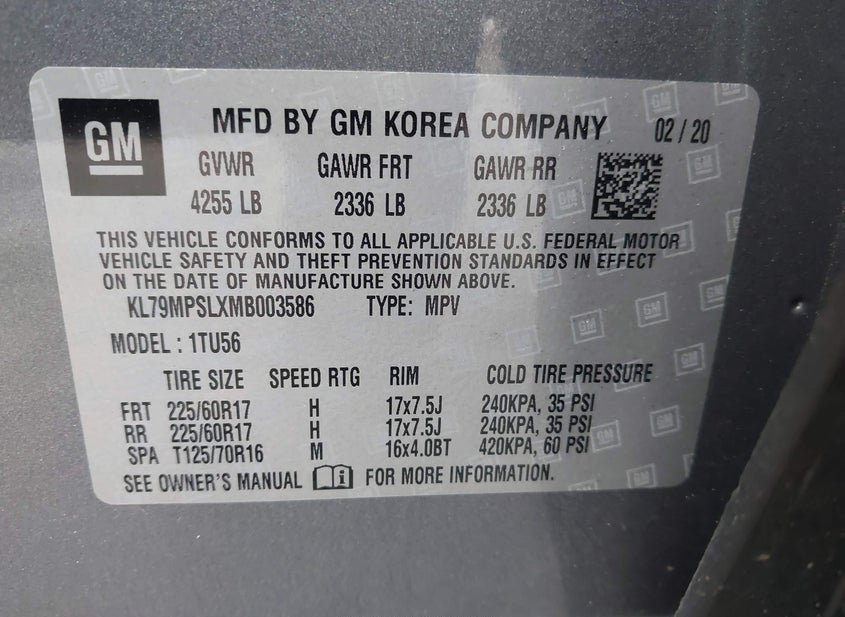 GM
MFD BY GM KOREA COMPANY 02 / 20
GVWR GAWR FRT GAWR RR
4255 LB 2336 LB 2336 LB
THIS VEHICLE CONFORMS TO ALL APPLICABLE U.S. FEDERAL MOTOR
VEHICLE SAFETY AND THEFT PREVENTION STANDARDS IN EFFECT
ON THE DATE OF MANUFACTURE SHOWN ABOVE.
KL79MPSLXMB003586 TYPE: MPV
MODEL : 1TU56
TIRE SIZE SPEED RTG RIM COLD TIRE PRESSURE
FRT 225/60R17 H 17x7.5J 240KPA, 35 PSI
RR 225/60R17 H 17x7.5J 240KPA, 35 PSI
SPA T125/70R16 M 16x4.0BT 420KPA, 60 PSI
SEE OWNER'S MANUAL i FOR MORE INFORMATION.